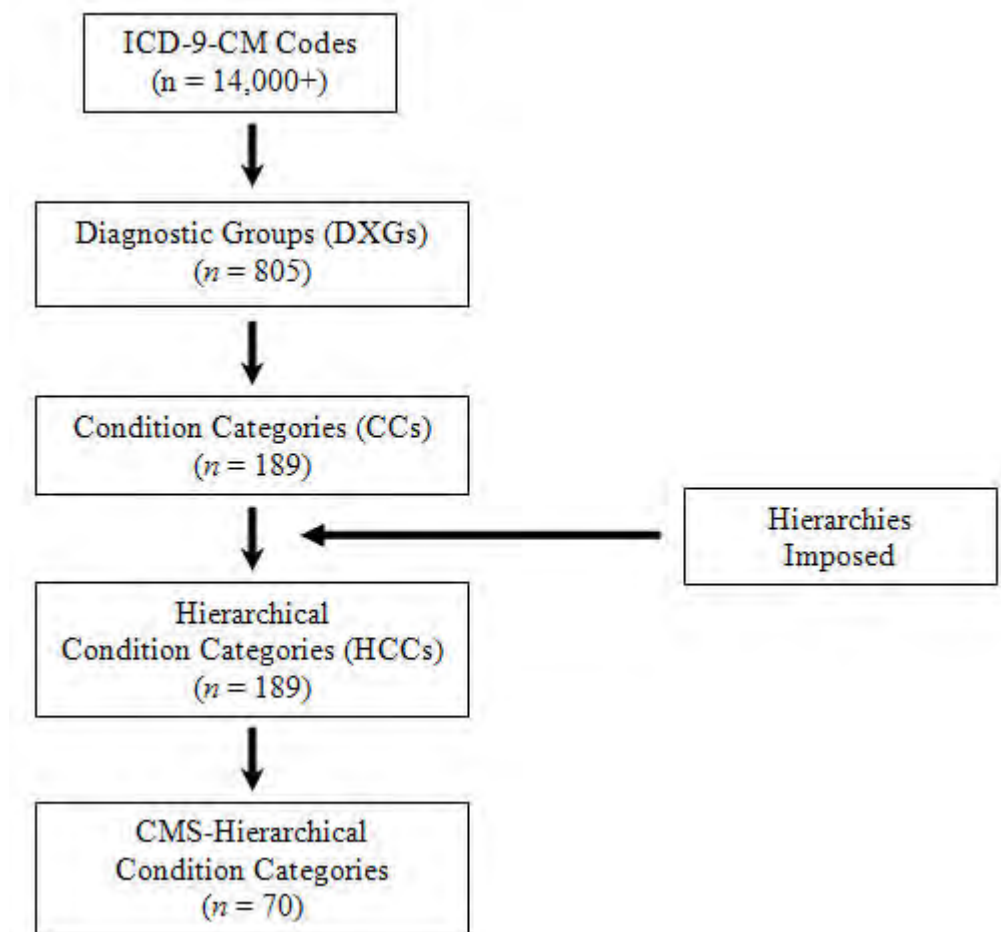 ICD-9-CM Codes
(n = 14,000+)
Diagnostic Groups (DXGs)
(n = 805)
Condition Categories (CCs)
(n = 189)
Hierarchies
Imposed
Hierarchical
Condition Categories (HCCs)
(n = 189)
CMS-Hierarchical
Condition Categories
(n = 70)